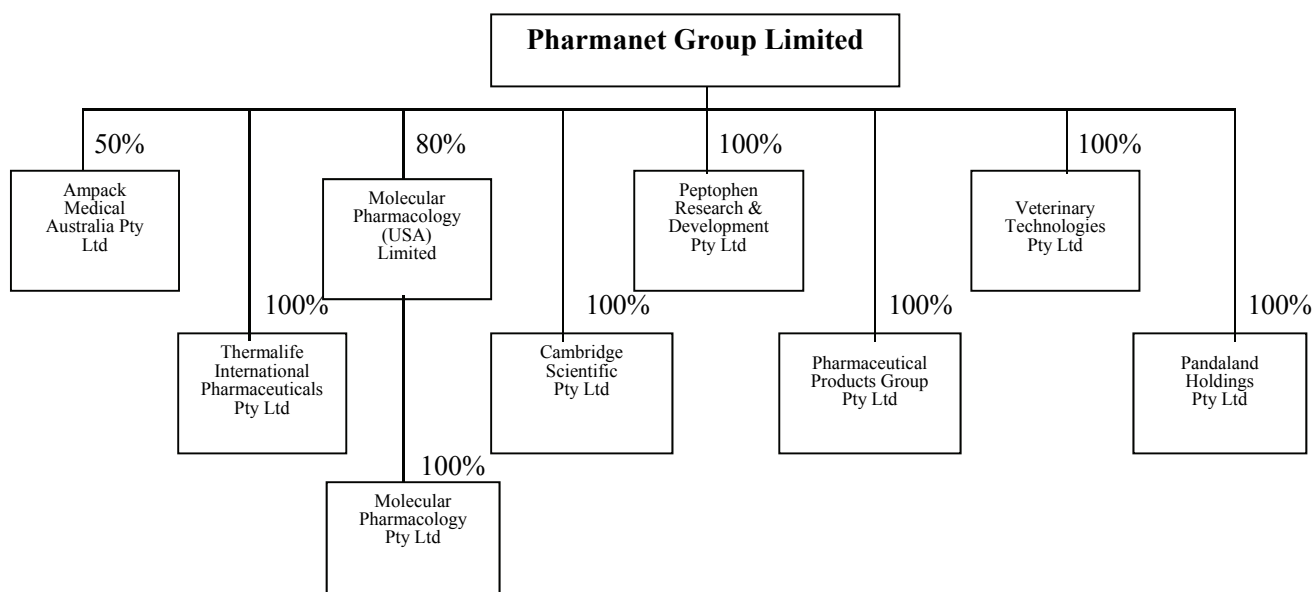 Pharmanet Group Limited
50%
80%
100%
100%
Ampack
Medical
Australia Pty
Ltd
Molecular
Pharmacology
(USA)
Limited
Peptophen
Research &
Development
Pty Ltd
Veterinary
Technologies
Pty Ltd
100%
100%
100%
100%
Thermalife
International
Pharmaceuticals
Pty Ltd
Cambridge
Scientific
Pty Ltd
Pharmaceutical
Products Group
Pty Ltd
Pandaland
Holdings
Pty Ltd
100%
Molecular
Pharmacology
Pty Ltd